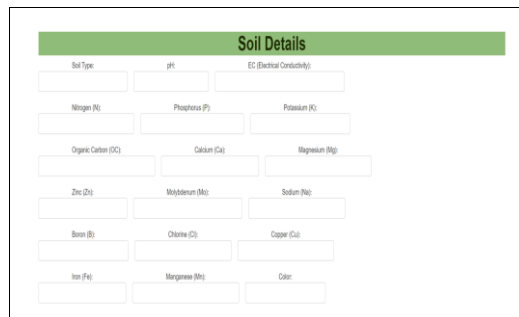 Soil Details
Soil Type: pH: EC (Electrical Conductivity):
Nitrogen (N): Phosphorus (P): Potassium (K):
Organic Carbon (OC): Calcium (Ca): Magnesium (Mg):
Zinc (Zn): Molybdenum (Mo): Sodium (Na):
Boron (B): Chlorine (Cl): Copper (Cu):
Iron (Fe): Manganese (Mn): Color: